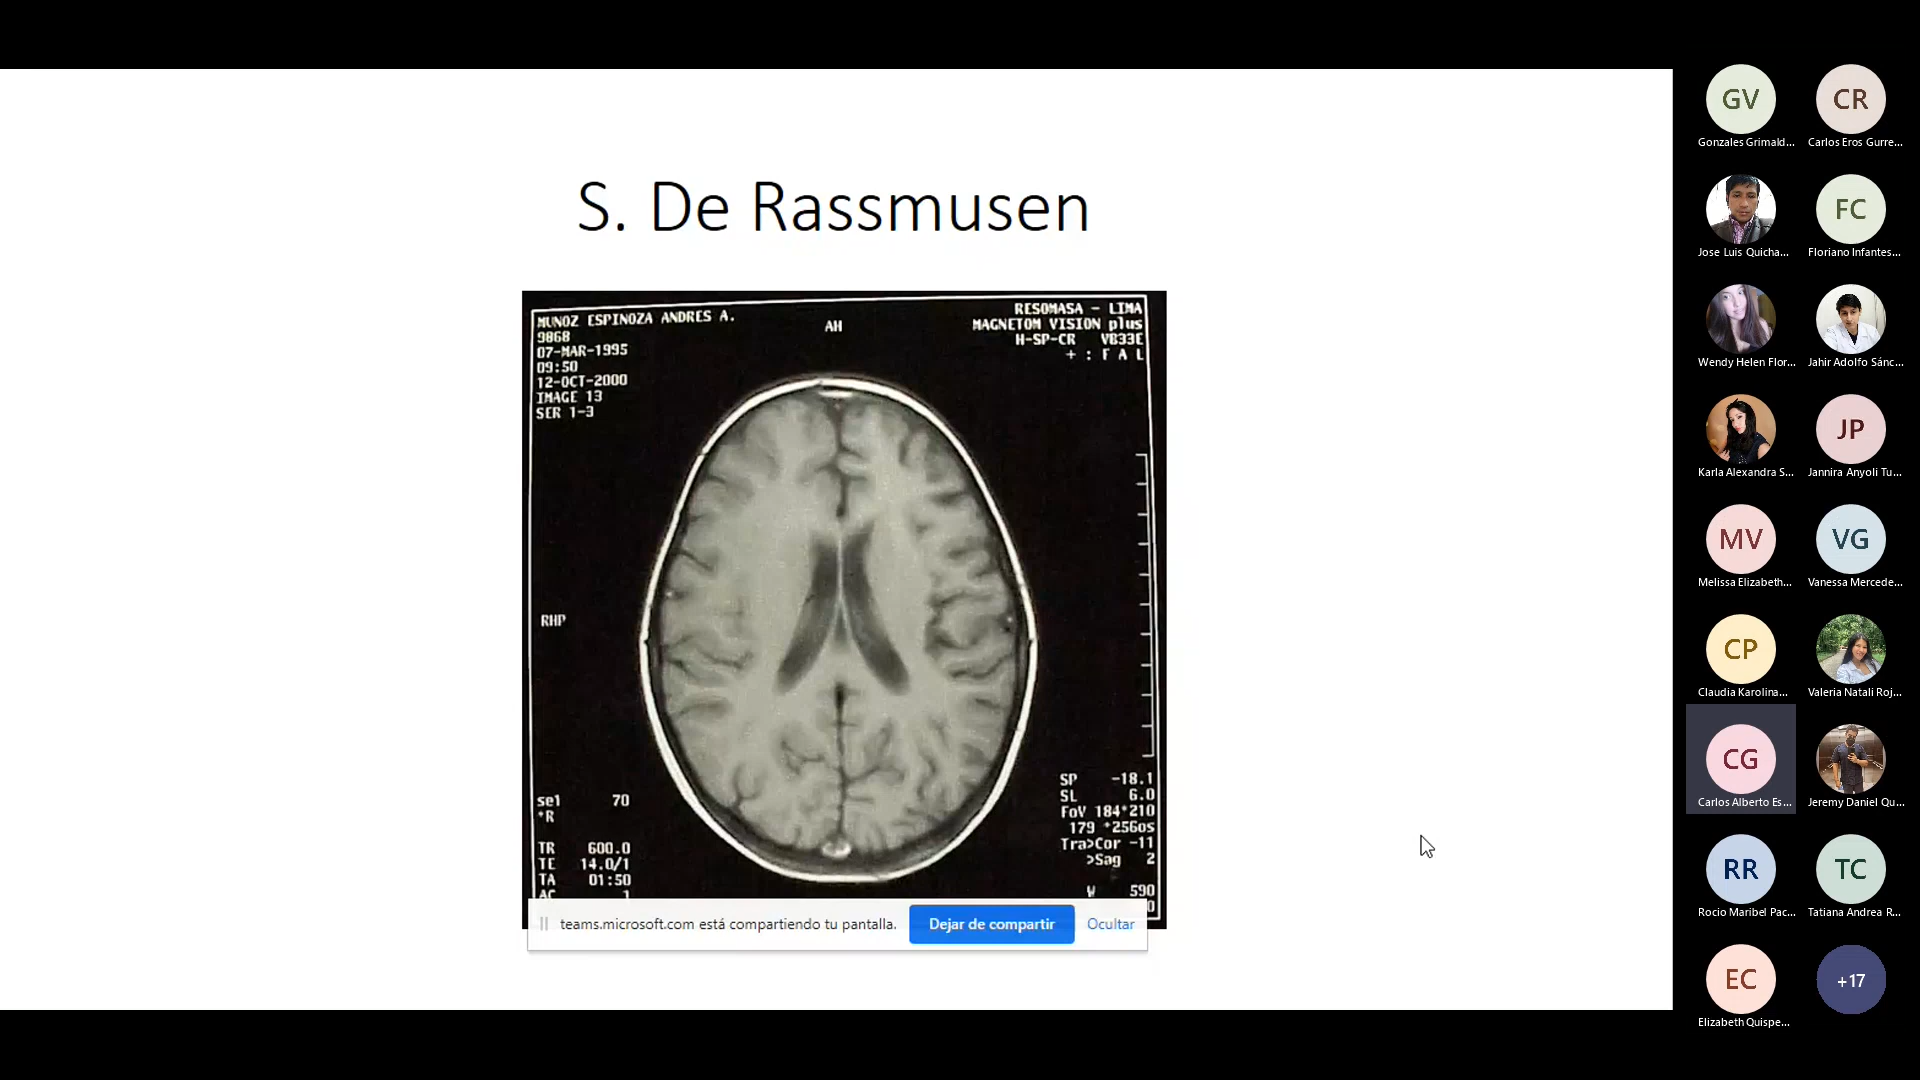 S. De Rassmusen
MUNOZ ESPINOZA ANDRES A.
9868
07-MAR-1995
09:50
12-OCT-2000
IMAGE 13
SER 1-3
AH
RESOMASA - LIMA
MAGNETOM VISION plus
H-SP-CR VB33E
+ : F A L
RHP
se1 70
*R
TR 600.0
TE 14.0/1
TA 01:50
AC 1
SP -18.1
SL 6.0
FoV 184*210
179 *256os
Tra>Cor -11
>Sag 2
W 590
teams.microsoft.com está compartiendo tu pantalla.
Dejar de compartir
Ocultar
GV
Gonzales Grimald...
CR
Carlos Eros Gurre...
Jose Luis Quicha...
FC
Floriano Infantes...
Wendy Helen Flor...
Jahir Adolfo Sánc...
Karla Alexandra S...
JP
Jannira Anyoli Tu...
MV
Melissa Elizabeth...
VG
Vanessa Mercede...
CP
Claudia Karolina...
Valeria Natali Roj...
CG
Carlos Alberto Es...
Jeremy Daniel Qu...
RR
Rocio Maribel Pac...
TC
Tatiana Andrea R...
EC
Elizabeth Quispe...
+17